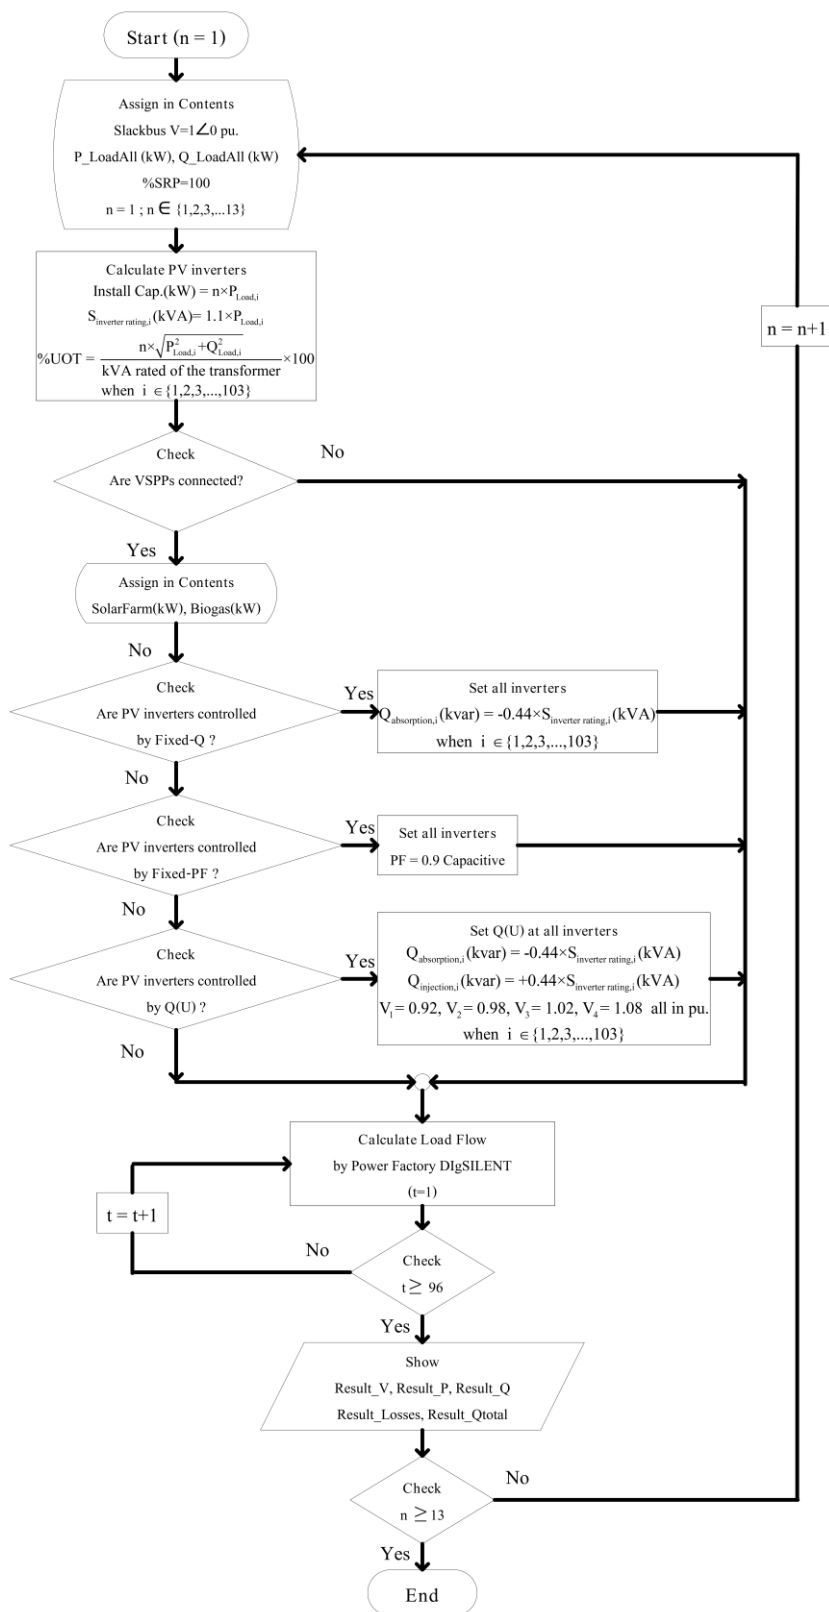 Start (n = 1)
Assign in Contents
Slackbus V=1∠0 pu.
P_LoadAll (kW), Q_LoadAll (kW)
%SRP=100
n = 1 ; n ∈ {1,2,3,...13}
Calculate PV inverters
Install Cap.(kW) = n×P_Load,i
S_inverter rating,i (kVA)= 1.1×P_Load,i
%UOT = n×√(P²_Load,i +Q²_Load,i) / kVA rated of the transformer ×100
when i ∈{1,2,3,...,103}
n = n+1
Check
Are VSPPs connected?
No
Yes
Assign in Contents
SolarFarm(kW), Biogas(kW)
No
Check
Are PV inverters controlled
by Fixed-Q ?
Yes
Set all inverters
Q_absorption,i (kvar) = -0.44×S_inverter rating,i (kVA)
when i ∈{1,2,3,...,103}
No
Check
Are PV inverters controlled
by Fixed-PF ?
Yes
Set all inverters
PF = 0.9 Capacitive
No
Check
Are PV inverters controlled
by Q(U) ?
Yes
Set Q(U) at all inverters
Q_absorption,i (kvar) = -0.44×S_inverter rating,i (kVA)
Q_injection,i (kvar) = +0.44×S_inverter rating,i (kVA)
V₁ = 0.92, V₂ = 0.98, V₃ = 1.02, V₄ = 1.08 all in pu.
when i ∈{1,2,3,...,103}
No
Calculate Load Flow
by Power Factory DIgSILENT
(t=1)
t = t+1
No
Check
t ≥ 96
Yes
Show
Result_V, Result_P, Result_Q
Result_Losses, Result_Qtotal
Check
n ≥ 13
No
Yes
End